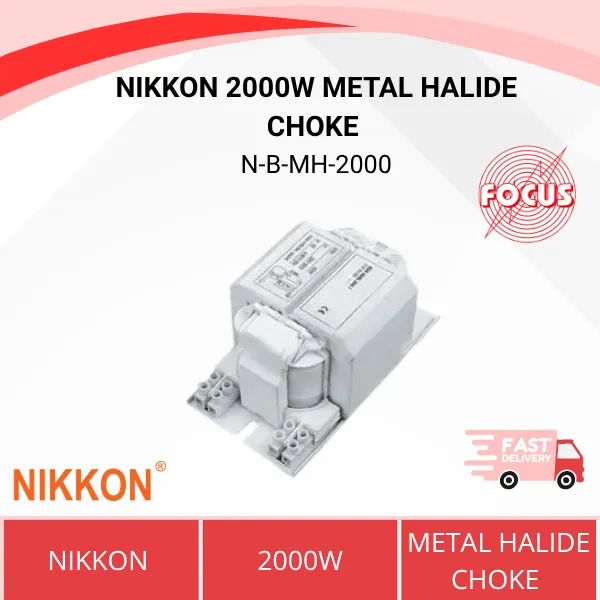 NIKKON 2000W METAL HALIDE
CHOKE
N-B-MH-2000
FOCUS
FAST
DELIVERY
NIKKON®
NIKKON
2000W
METAL HALIDE
CHOKE